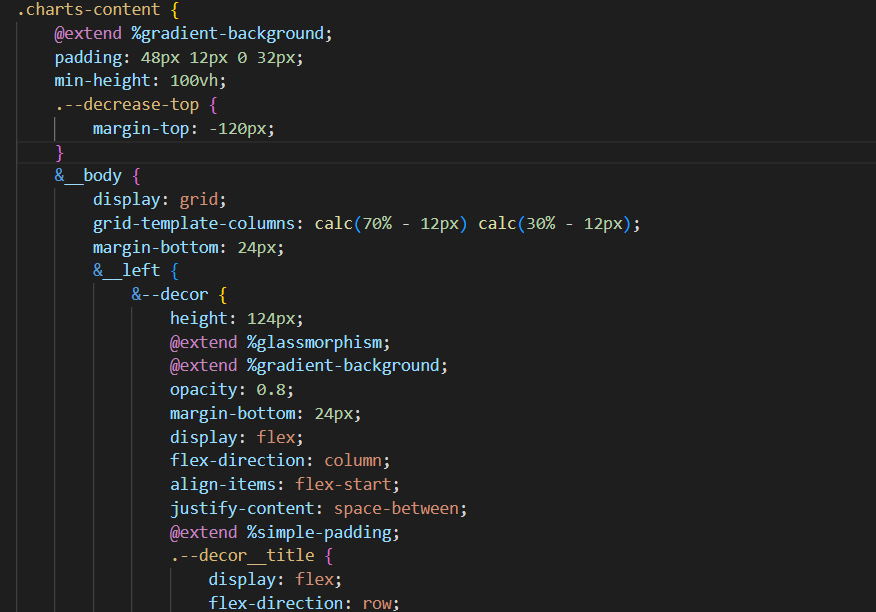 .charts-content {
    @extend %gradient-background;
    padding: 48px 12px 0 32px;
    min-height: 100vh;
    .--decrease-top {
        margin-top: -120px;
    }
    &__body {
        display: grid;
        grid-template-columns: calc(70% - 12px) calc(30% - 12px);
        margin-bottom: 24px;
        &__left {
            &--decor {
                height: 124px;
                @extend %glassmorphism;
                @extend %gradient-background;
                opacity: 0.8;
                margin-bottom: 24px;
                display: flex;
                flex-direction: column;
                align-items: flex-start;
                justify-content: space-between;
                @extend %simple-padding;
                .--decor__title {
                    display: flex;
                    flex-direction: row;